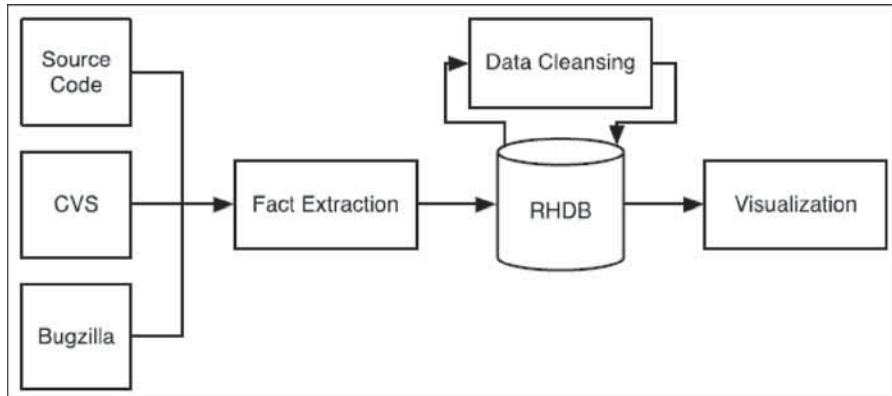 Source
Code
CVS
Bugzilla
Fact Extraction
Data Cleansing
RHDB
Visualization